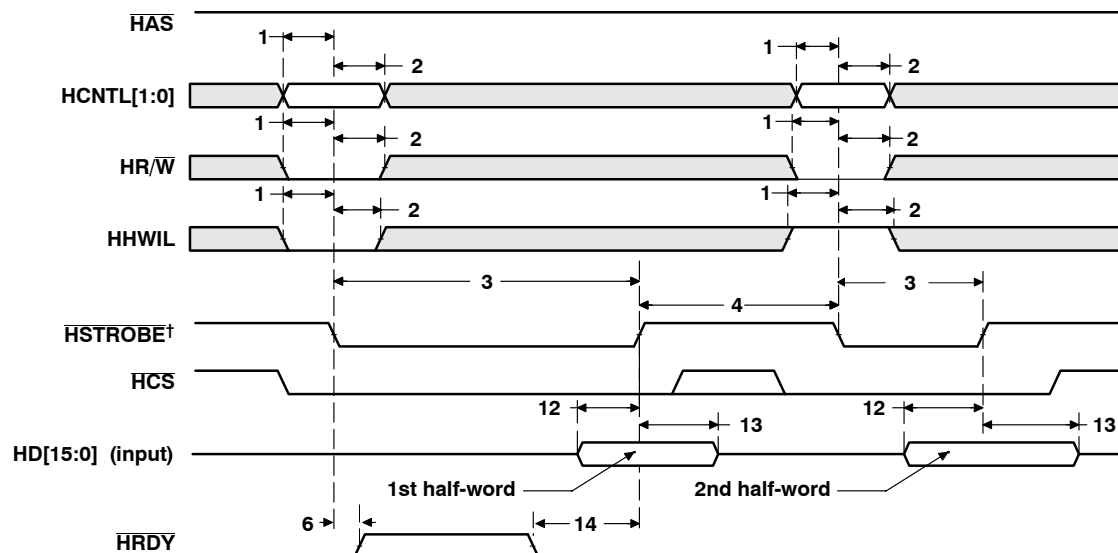 HAS
1
1
2
2
HCNTL[1:0]
1
1
2
2
HR/W
1
1
2
2
HHWIL
3
3
4
HSTROBE†
HCS
12
12
13
13
HD[15:0] (input)
1st half-word
2nd half-word
6
14
HRDY